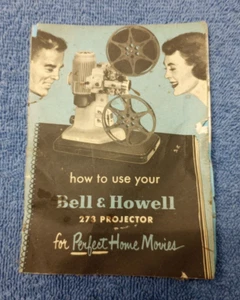 how to use your
Bell & Howell
273 PROJECTOR
for Perfect Home Movies